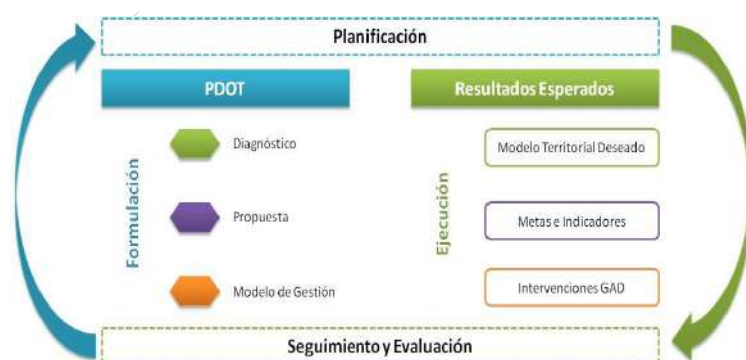 Planificación
PDOT
Resultados Esperados
Formulación
Diagnóstico
Propuesta
Modelo de Gestión
Ejecución
Modelo Territorial Deseado
Metas e Indicadores
Intervenciones GAD
Seguimiento y Evaluación